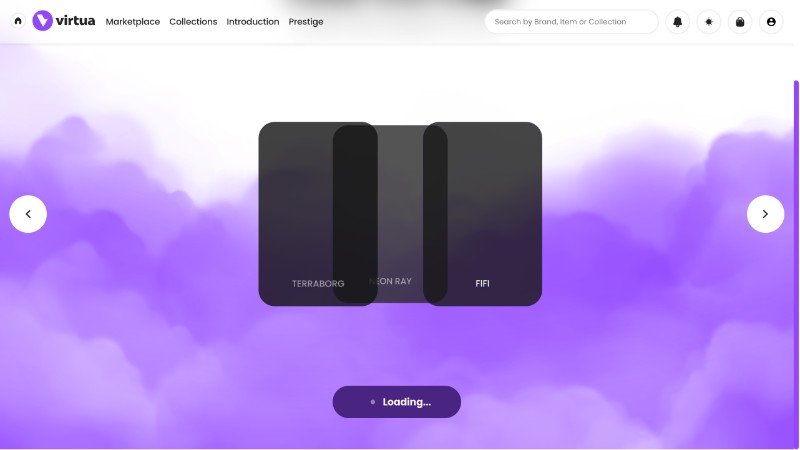 virtua
Marketplace
Collections
Introduction
Prestige
Search by Brand, Item or Collection
TERRABORG
NEON RAY
FIFI
Loading...